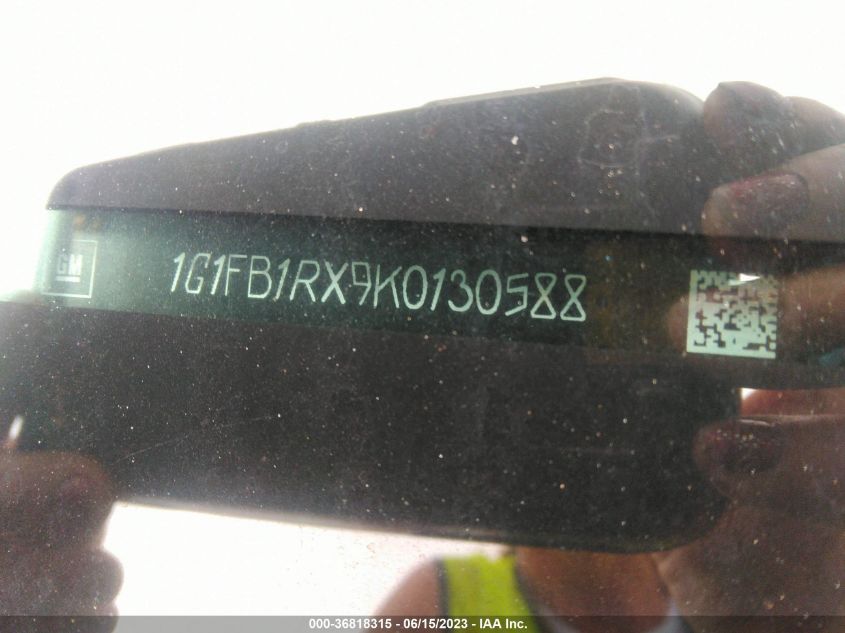 GM
1G1FB1RX9K0130588
000-36818315 - 06/15/2023 - IAA Inc.